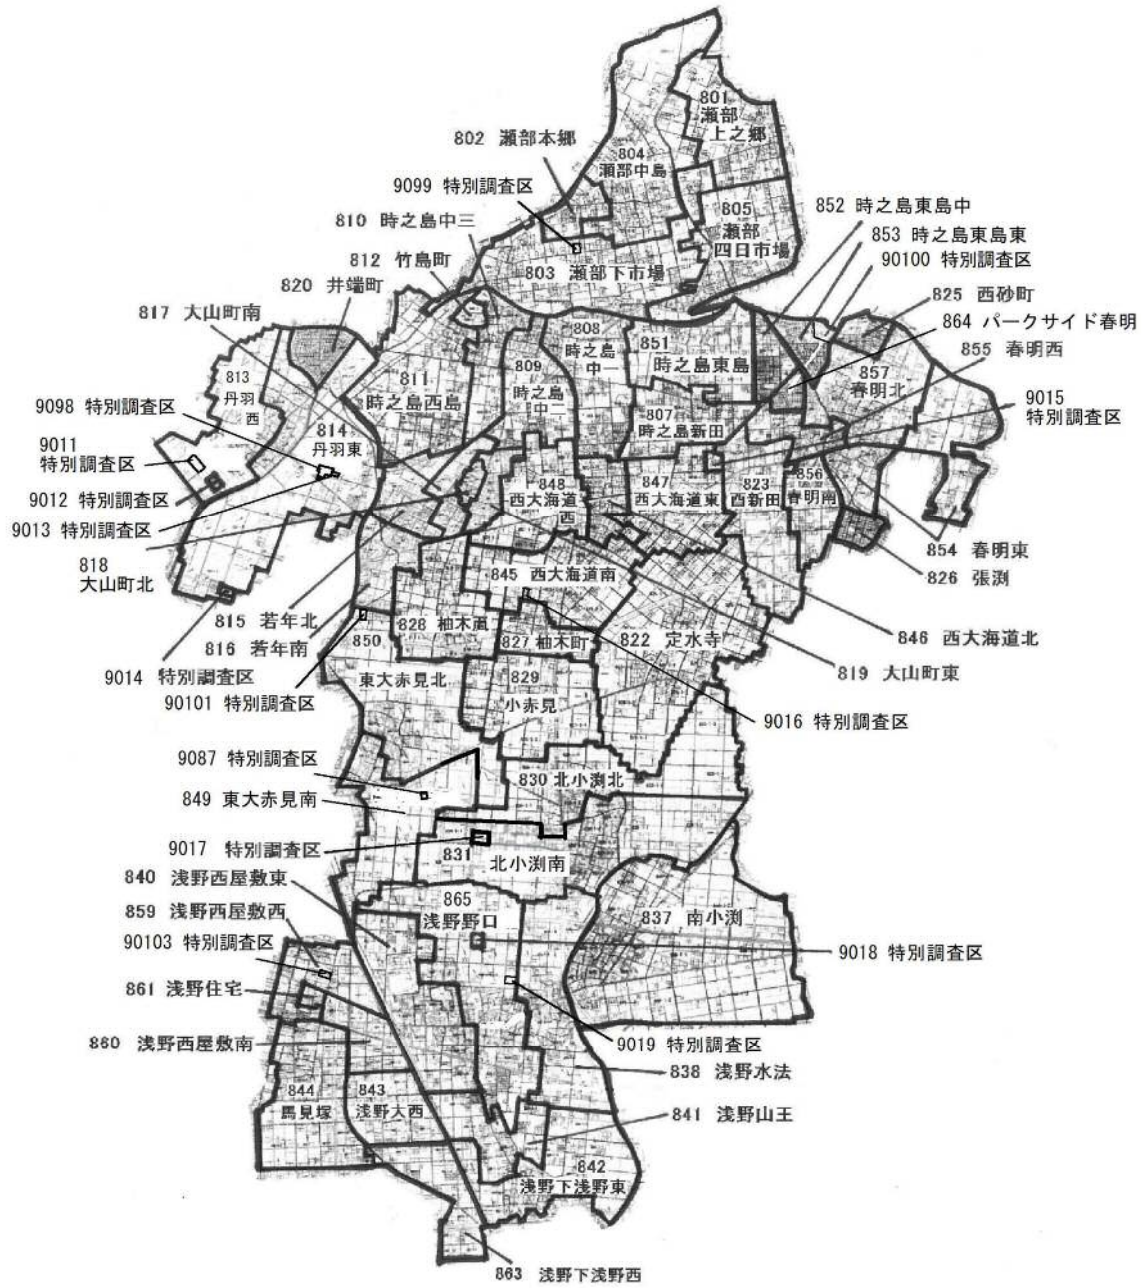 801
瀬部
上之郷
802 瀬部本郷
804
瀬部中島
9099 特別調査区
805
瀬部
四日市場
852 時之島東島中
810 時之島中三
853 時之島東島東
812 竹島町
803 瀬部下市場
90100 特別調査区
820 井端町
825 西砂町
817 大山町南
864 パークサイド春明
808
時之島
中一
851
時之島東島
855 春明西
857
春明北
813
丹羽
西
811
時之島西島
809
時之島
中二
9098 特別調査区
807
時之島新田
9015
特別調査区
814
丹羽東
9011
特別調査区
848
西大海道
西
847
西大海道東
823
酉新田
856
春明南
9012 特別調査区
9013 特別調査区
854 春明東
818
大山町北
826 張渕
845 西大海道南
815 若年北
846 西大海道北
816 若年南
850
828
827 柚木町
822 定水寺
819 大山町東
9014 特別調査区
東大赤見北
829
小赤見
90101 特別調査区
9016 特別調査区
9087 特別調査区
830 北小渕北
849 東大赤見南
9017 特別調査区
831
北小渕南
840 浅野西屋敷東
865
浅野野口
859 浅野西屋敷西
837 南小渕
90103 特別調査区
9018 特別調査区
861 浅野住宅
860 浅野西屋敷南
9019 特別調査区
838 浅野水法
844
馬見塚
843
浅野大西
841 浅野山王
842
浅野下浅野東
863 浅野下浅野西